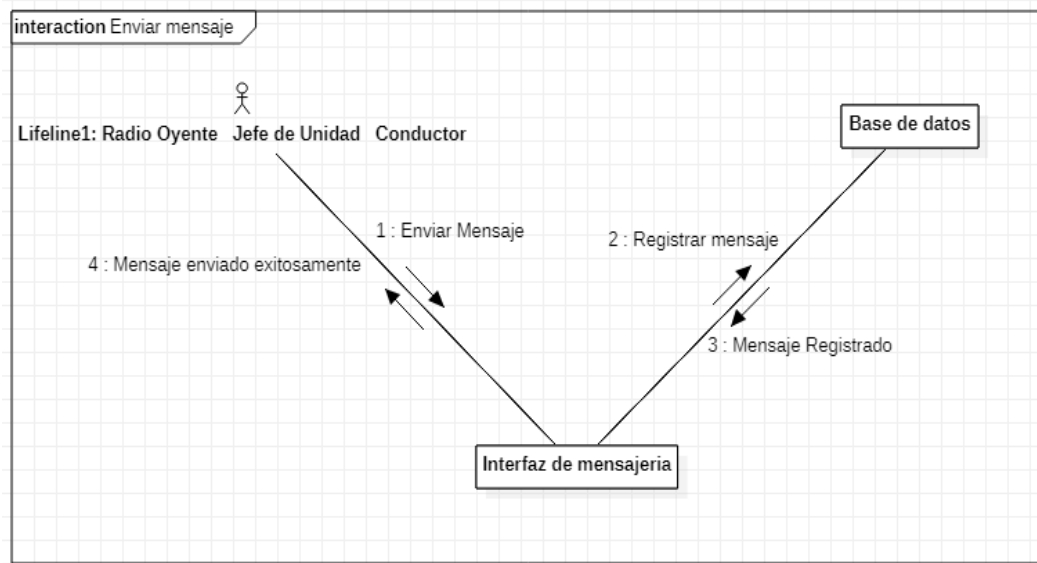 interaction Enviar mensaje
Lifeline1: Radio Oyente Jefe de Unidad Conductor
Base de datos
1 : Enviar Mensaje
2 : Registrar mensaje
4 : Mensaje enviado exitosamente
3 : Mensaje Registrado
Interfaz de mensajeria